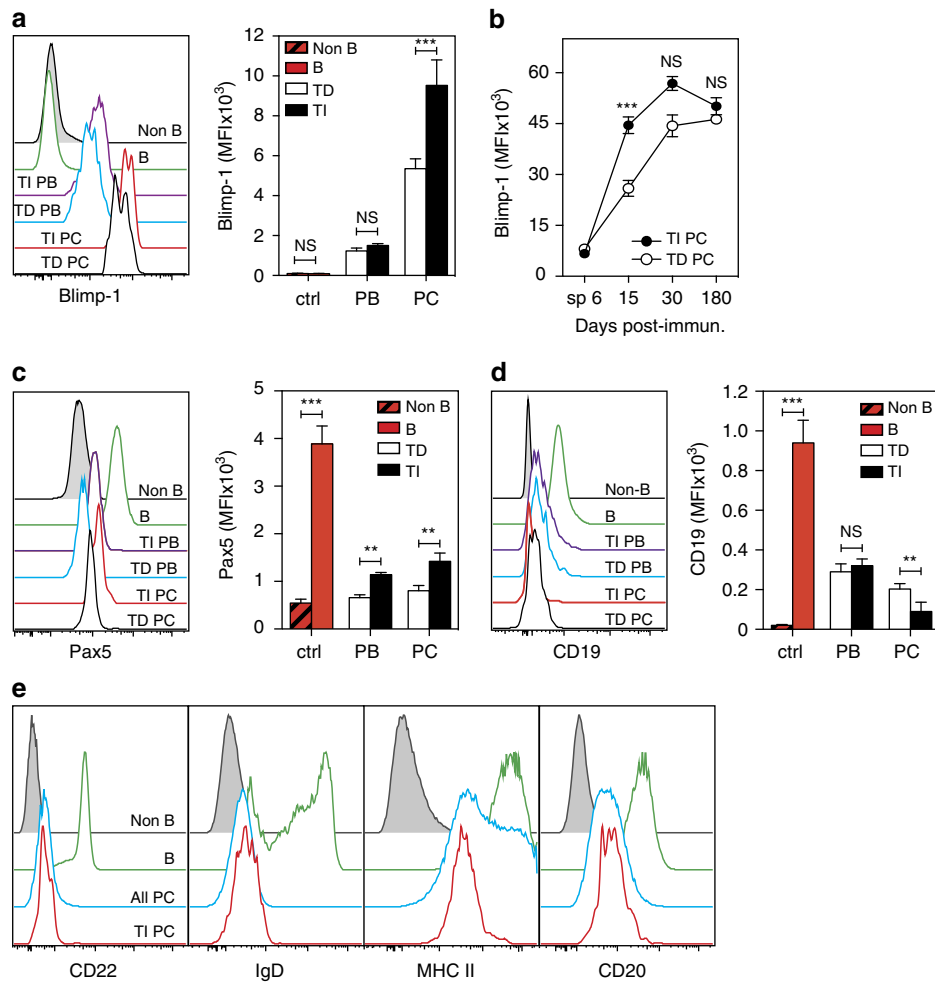 a
Non B
B
TI PB
TD PB
TI PC
TD PC
Blimp-1
Blimp-1 (MFIx10³)
12
10
8
6
4
2
0
Non B
B
TD
TI
NS
NS
***
ctrl
PB
PC
b
Blimp-1 (MFIx10³)
60
45
30
15
0
***
NS
NS
TI PC
TD PC
sp 6
15
30
180
Days post-immun.
c
Non B
B
TI PB
TD PB
TI PC
TD PC
Pax5
Pax5 (MFIx10³)
5
4
3
2
1
0
***
**
**
Non B
B
TD
TI
ctrl
PB
PC
d
Non-B
B
TI PB
TD PB
TI PC
TD PC
CD19
CD19 (MFIx10³)
1.2
1.0
0.8
0.6
0.4
0.2
0
***
NS
**
Non B
B
TD
TI
ctrl
PB
PC
e
Non B
B
All PC
TI PC
CD22
IgD
MHC II
CD20